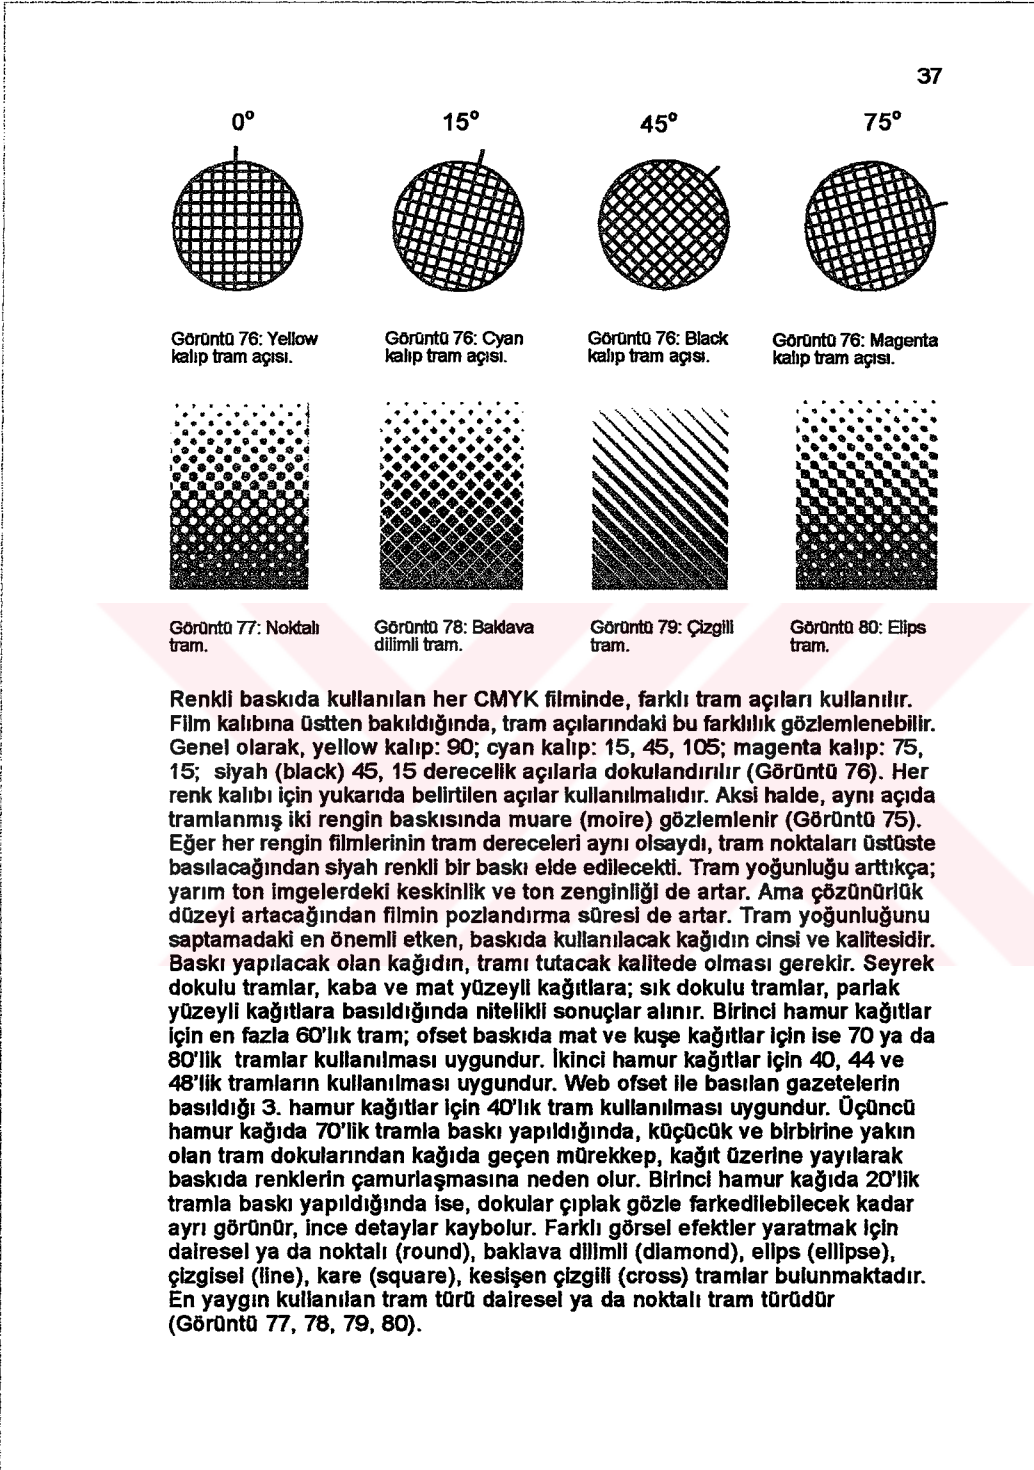 37
0° 15° 45° 75°
Görüntü 76: Yellow
kalıp tram açısı.
Görüntü 76: Cyan
kalıp tram açısı.
Görüntü 76: Black
kalıp tram açısı.
Görüntü 76: Magenta
kalıp tram açısı.
Görüntü 77: Noktalı
tram.
Görüntü 78: Baklava
dilimli tram.
Görüntü 79: Çizgili
tram.
Görüntü 80: Elips
tram.
Renkli baskıda kullanılan her CMYK filminde, farklı tram açıları kullanılır.
Film kalıbına üstten bakıldığında, tram açılarındaki bu farklılık gözlemlenebilir.
Genel olarak, yellow kalıp: 90; cyan kalıp: 15, 45, 105; magenta kalıp: 75,
15; siyah (black) 45, 15 derecelik açılarla dokulandırılır (Görüntü 76). Her
renk kalıbı için yukarıda belirtilen açılar kullanılmalıdır. Aksi halde, aynı açıda
tramlanmış iki rengin baskısında muare (moire) gözlemlenir (Görüntü 75).
Eğer her rengin filmlerinin tram dereceleri aynı olsaydı, tram noktaları üstüste
basılacağından siyah renkli bir baskı elde edilecekti. Tram yoğunluğu arttıkça;
yarım ton imgelerdeki keskinlik ve ton zenginliği de artar. Ama çözünürlük
düzeyi artacağından filmin pozlandırma süresi de artar. Tram yoğunluğunu
saptamadaki en önemli etken, baskıda kullanılacak kağıdın cinsi ve kalitesidir.
Baskı yapılacak olan kağıdın, tramı tutacak kalitede olması gerekir. Seyrek
dokulu tramlar, kaba ve mat yüzeyli kağıtlara; sık dokulu tramlar, parlak
yüzeyli kağıtlara basıldığında nitelikli sonuçlar alınır. Birinci hamur kağıtlar
için en fazla 60'lık tram; ofset baskıda mat ve kuşe kağıtlar için ise 70 ya da
80'lik tramlar kullanılması uygundur. İkinci hamur kağıtlar için 40, 44 ve
48'lik tramların kullanılması uygundur. Web ofset ile basılan gazetelerin
basıldığı 3. hamur kağıtlar için 40'lık tram kullanılması uygundur. Üçüncü
hamur kağıda 70'lik tramla baskı yapıldığında, küçücük ve birbirine yakın
olan tram dokularından kağıda geçen mürekkep, kağıt üzerine yayılarak
baskıda renklerin çamurlaşmasına neden olur. Birinci hamur kağıda 20'lik
tramla baskı yapıldığında ise, dokular çıplak gözle farkedilebilecek kadar
ayrı görünür, ince detaylar kaybolur. Farklı görsel efektler yaratmak için
dairesel ya da noktalı (round), baklava dilimli (diamond), elips (ellipse),
çizgisel (line), kare (square), kesişen çizgili (cross) tramlar bulunmaktadır.
En yaygın kullanılan tram türü dairesel ya da noktalı tram türüdür
(Görüntü 77, 78, 79, 80).